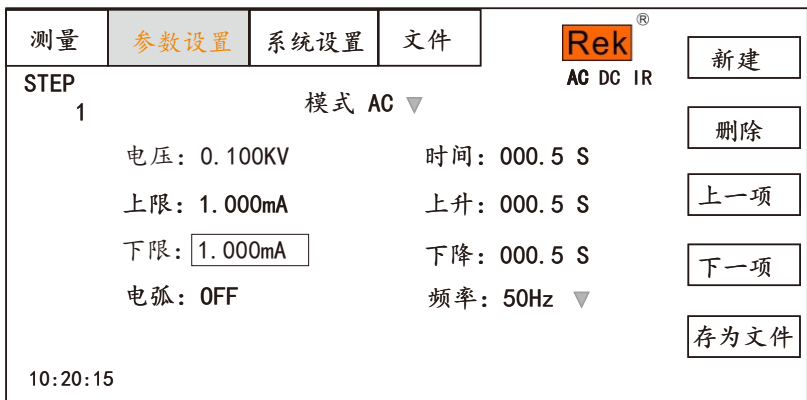 测量 参数设置 系统设置 文件 Rek®
新建
STEP AC DC IR
1 模式 AC ▼
删除
电压: 0.100KV 时间: 000.5 S
上限: 1.000mA 上升: 000.5 S
上一项
下限: 1.000mA 下降: 000.5 S
下一项
电弧: OFF 频率: 50Hz ▼
存为文件
10:20:15